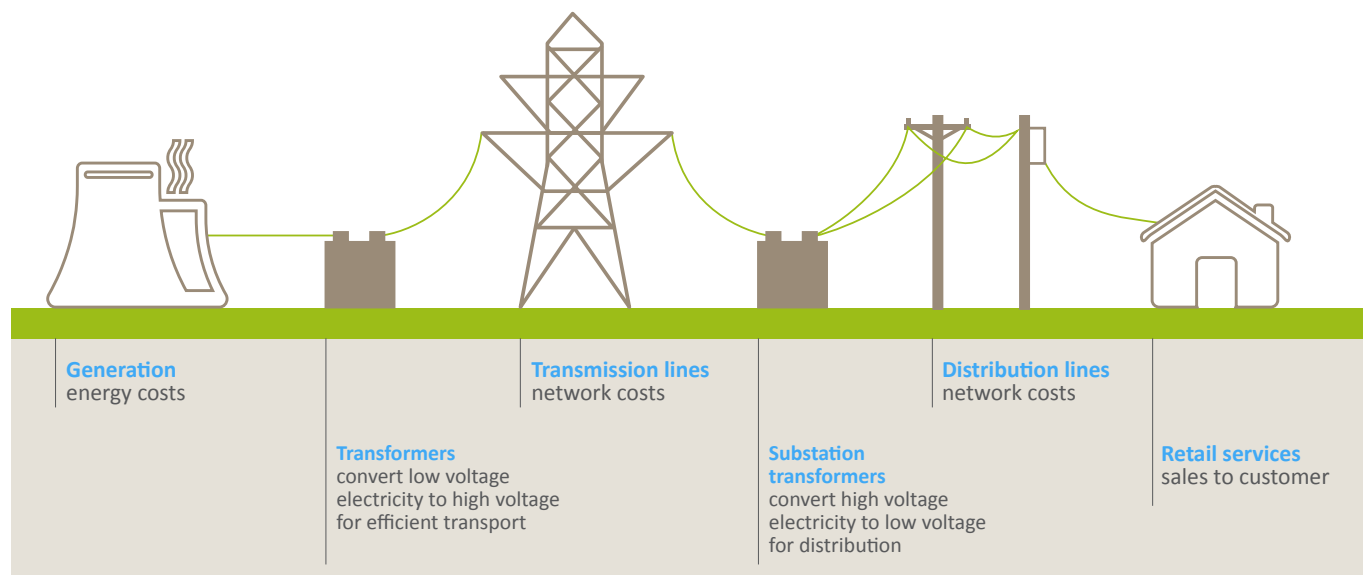 Generation
energy costs
Transformers
convert low voltage
electricity to high voltage
for efficient transport
Transmission lines
network costs
Substation
transformers
convert high voltage
electricity to low voltage
for distribution
Distribution lines
network costs
Retail services
sales to customer